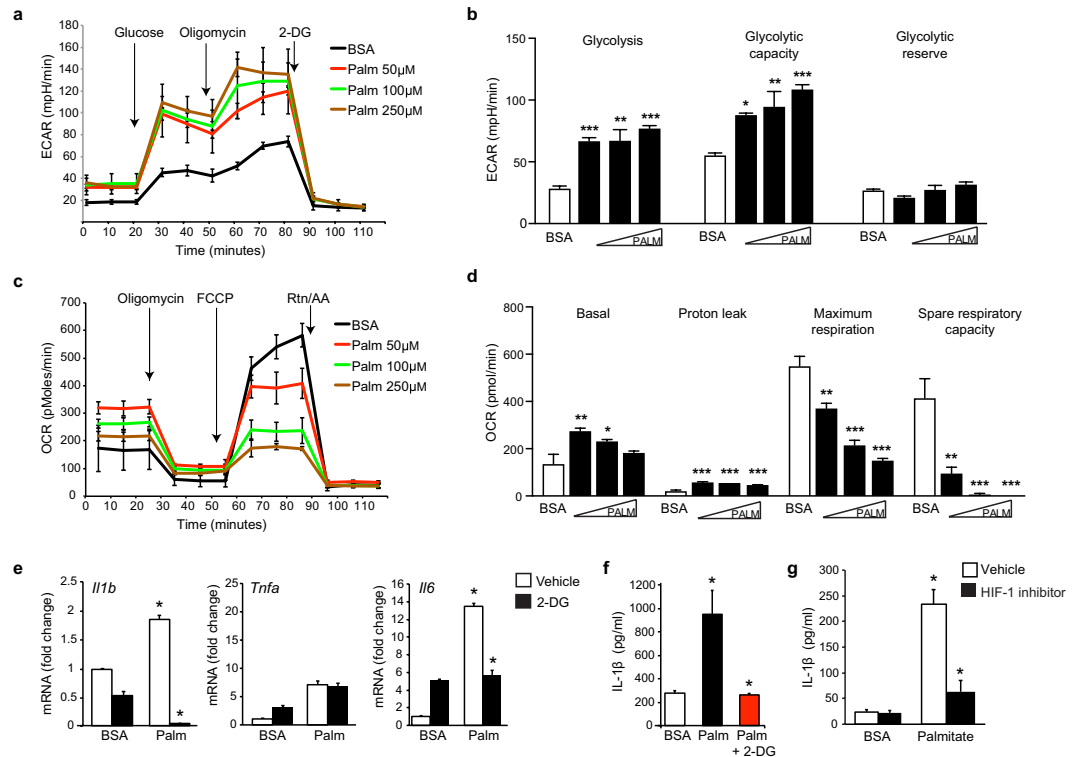 a
180
160
140
120
100
80
60
40
20
ECAR (mpH/min)
Glucose
Oligomycin
2-DG
BSA
Palm 50µM
Palm 100µM
Palm 250µM
0 10 20 30 40 50 60 70 80 90 100 110
Time (minutes)
b
Glycolysis
Glycolytic
capacity
Glycolytic
reserve
150
100
50
0
ECAR (mpH/min)
*** ** ***
* ** ***
BSA PALM BSA PALM BSA PALM
c
700
600
500
400
300
200
100
0
OCR (pMoles/min)
Oligomycin
FCCP
Rtn/AA
BSA
Palm 50µM
Palm 100µM
Palm 250µM
0 10 20 30 40 50 60 70 80 90 100 110
Time (minutes)
d
Basal
Proton leak
Maximum
respiration
Spare respiratory
capacity
800
600
400
200
0
OCR (pmol/min)
** *
*** *** ***
** *** ***
** *** ***
BSA PALM BSA PALM BSA PALM BSA PALM
e
Il1b
2.5
2
1.5
1
0.5
0
mRNA (fold change)
*
*
BSA Palm
Tnfa
25
20
15
10
5
0
mRNA (fold change)
BSA Palm
Il6
16
14
12
10
8
6
4
2
0
mRNA (fold change)
*
*
BSA Palm
Vehicle
2-DG
f
1200
1000
800
600
400
200
0
IL-1β (pg/ml)
*
*
BSA Palm Palm
+ 2-DG
g
300
250
200
150
100
50
0
IL-1β (pg/ml)
*
*
BSA Palmitate
Vehicle
HIF-1 inhibitor